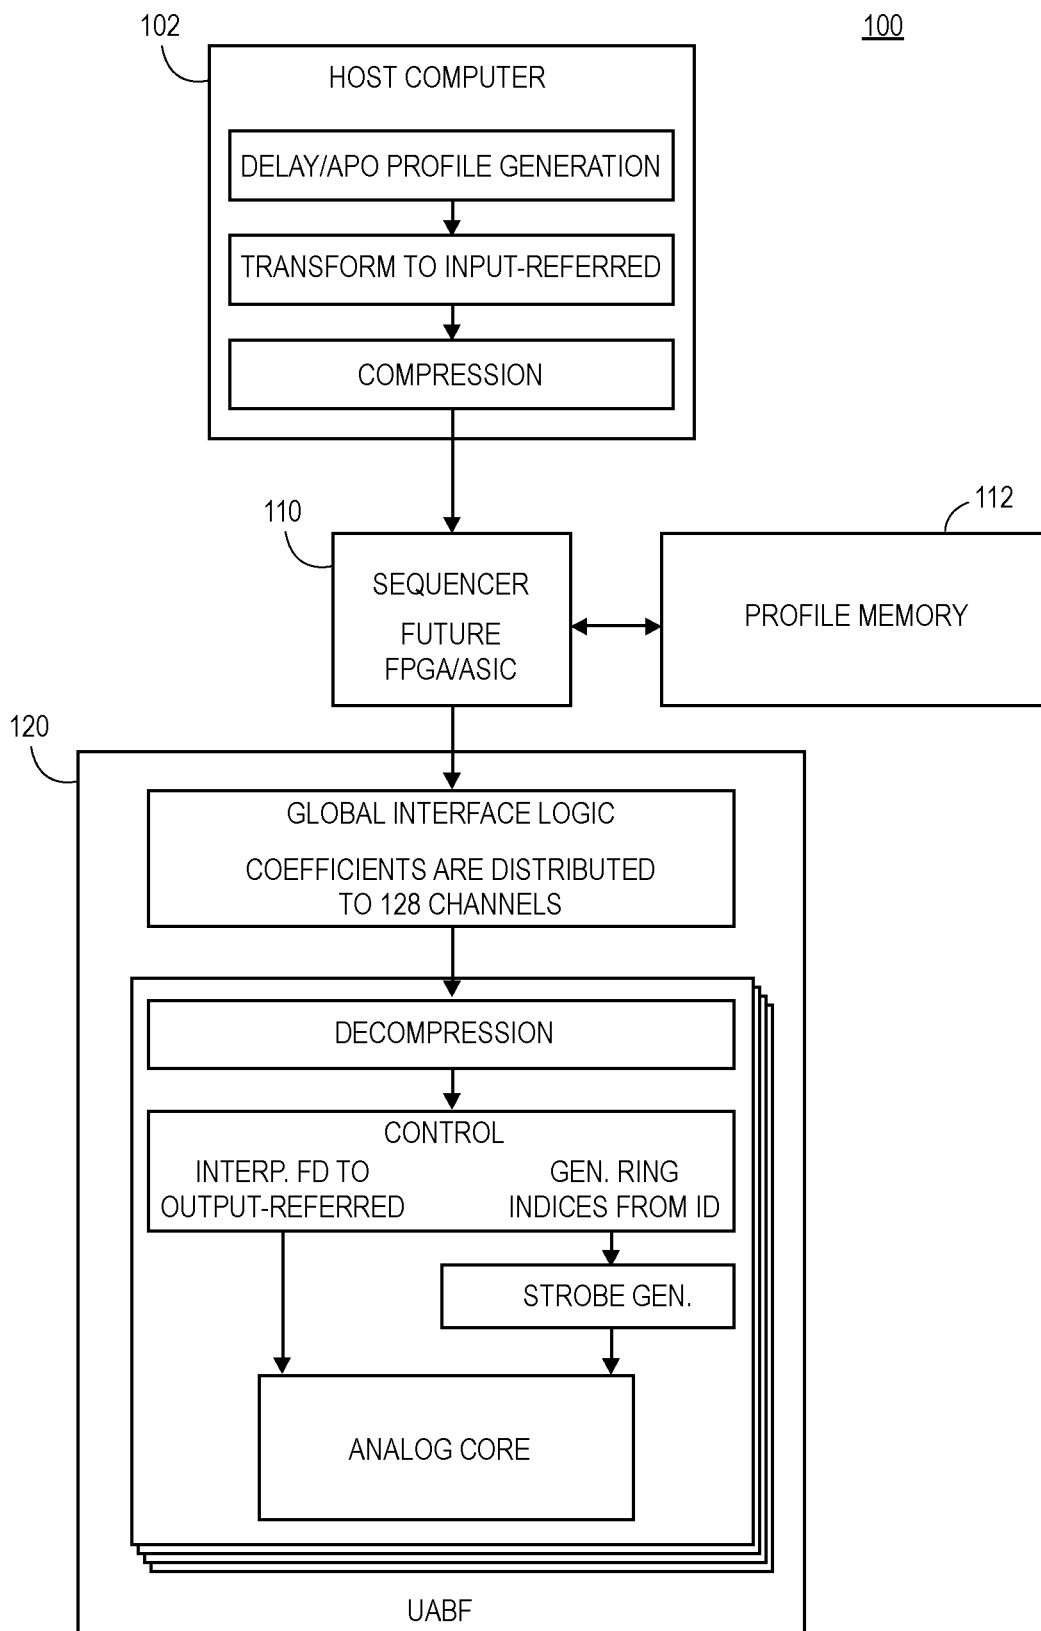 102
100
HOST COMPUTER
DELAY/APO PROFILE GENERATION
TRANSFORM TO INPUT-REFERRED
COMPRESSION
110
112
SEQUENCER
FUTURE
FPGA/ASIC
PROFILE MEMORY
120
GLOBAL INTERFACE LOGIC
COEFFICIENTS ARE DISTRIBUTED
TO 128 CHANNELS
DECOMPRESSION
CONTROL
INTERP. FD TO
OUTPUT-REFERRED
GEN. RING
INDICES FROM ID
STROBE GEN.
ANALOG CORE
UABF